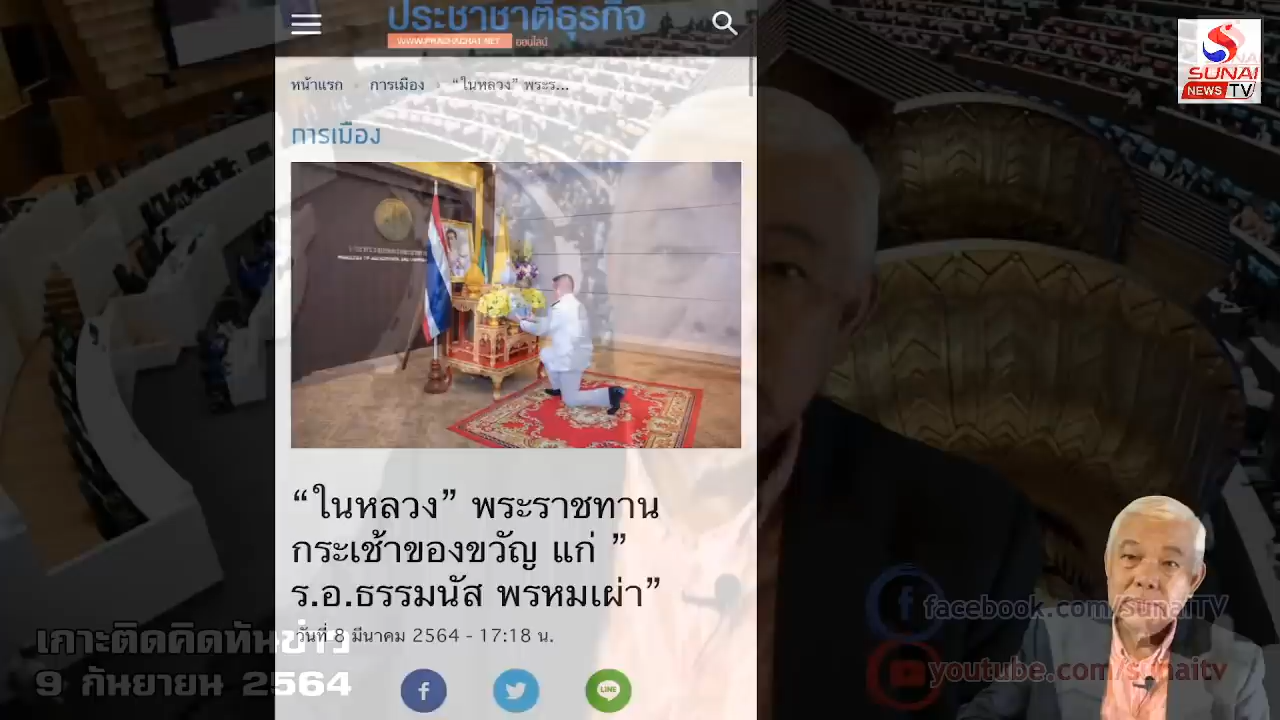 ประชาชาติธุรกิจ
WWW.PRACHACHAT.NET ออนไลน์
SUNAI
NEWS TV
หน้าแรก การเมือง “ในหลวง” พระร...
การเมือง
“ในหลวง” พระราชทาน
กระเช้าของขวัญ แก่ ”
ร.อ.ธรรมนัส พรหมเผ่า”
วันที่ 8 มีนาคม 2564 - 17:18 น.
LINE
facebook.com/SunaiTV
youtube.com/sunaitv
เกาะติดคิดทันข่าว
9 กันยายน 2564